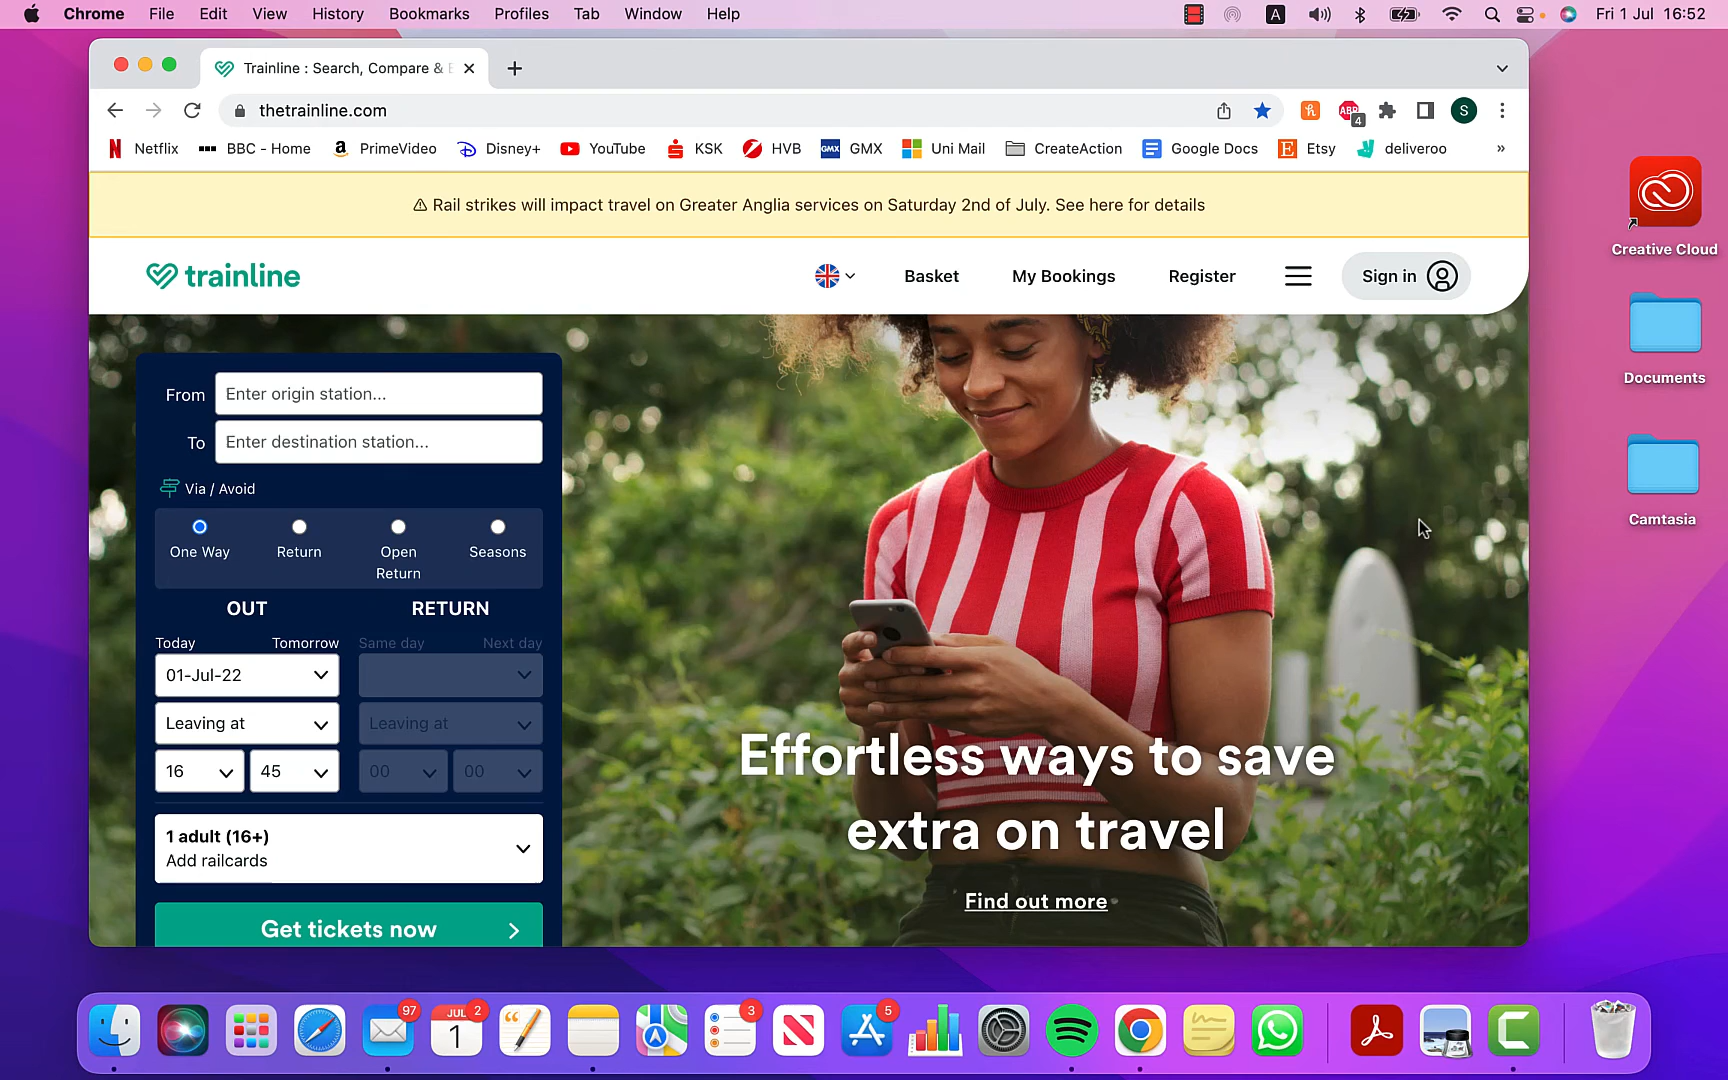 Chrome File Edit View History Bookmarks Profiles Tab Window Help A Fri 1 Jul 16:52
Trainline : Search, Compare &
thetrainline.com ABP 4 S
Netflix BBC - Home PrimeVideo Disney+ YouTube KSK HVB GMX GMX Uni Mail CreateAction Google Docs E Etsy deliveroo »
Rail strikes will impact travel on Greater Anglia services on Saturday 2nd of July. See here for details
trainline Basket My Bookings Register Sign in
From Enter origin station...
To Enter destination station...
Via / Avoid
One Way Return Open Return Seasons
OUT RETURN
Today Tomorrow Same day Next day
01-Jul-22
Leaving at Leaving at
16 45 00 00
1 adult (16+)
Add railcards
Get tickets now
Effortless ways to save
extra on travel
Find out more
Creative Cloud
Documents
Camtasia
97 JUL 2 1 3 5